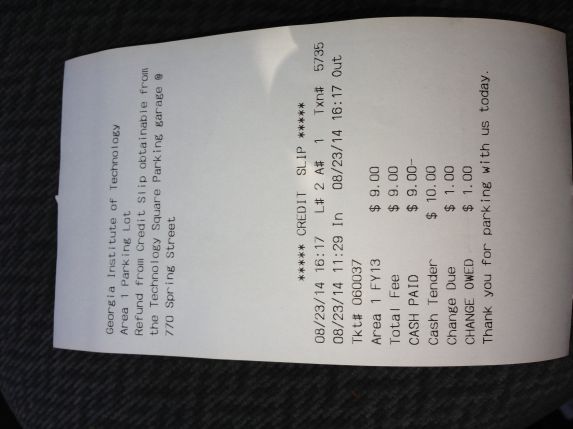 Georgia Institute of Technology
Area 1 Parking Lot
Refund from Credit Slip obtainable from
the Technology Square Parking garage @
770 Spring Street
***** CREDIT SLIP *****
08/23/14 16:17 L# 2 A# 1 Txn# 5735
08/23/14 11:29 In 08/23/14 16:17 Out
Tkt# 060037
Area 1 FY13 $ 9.00
Total Fee $ 9.00
CASH PAID $ 9.00-
Cash Tender $ 10.00
Change Due $ 1.00
CHANGE OWED $ 1.00
Thank you for parking with us today.